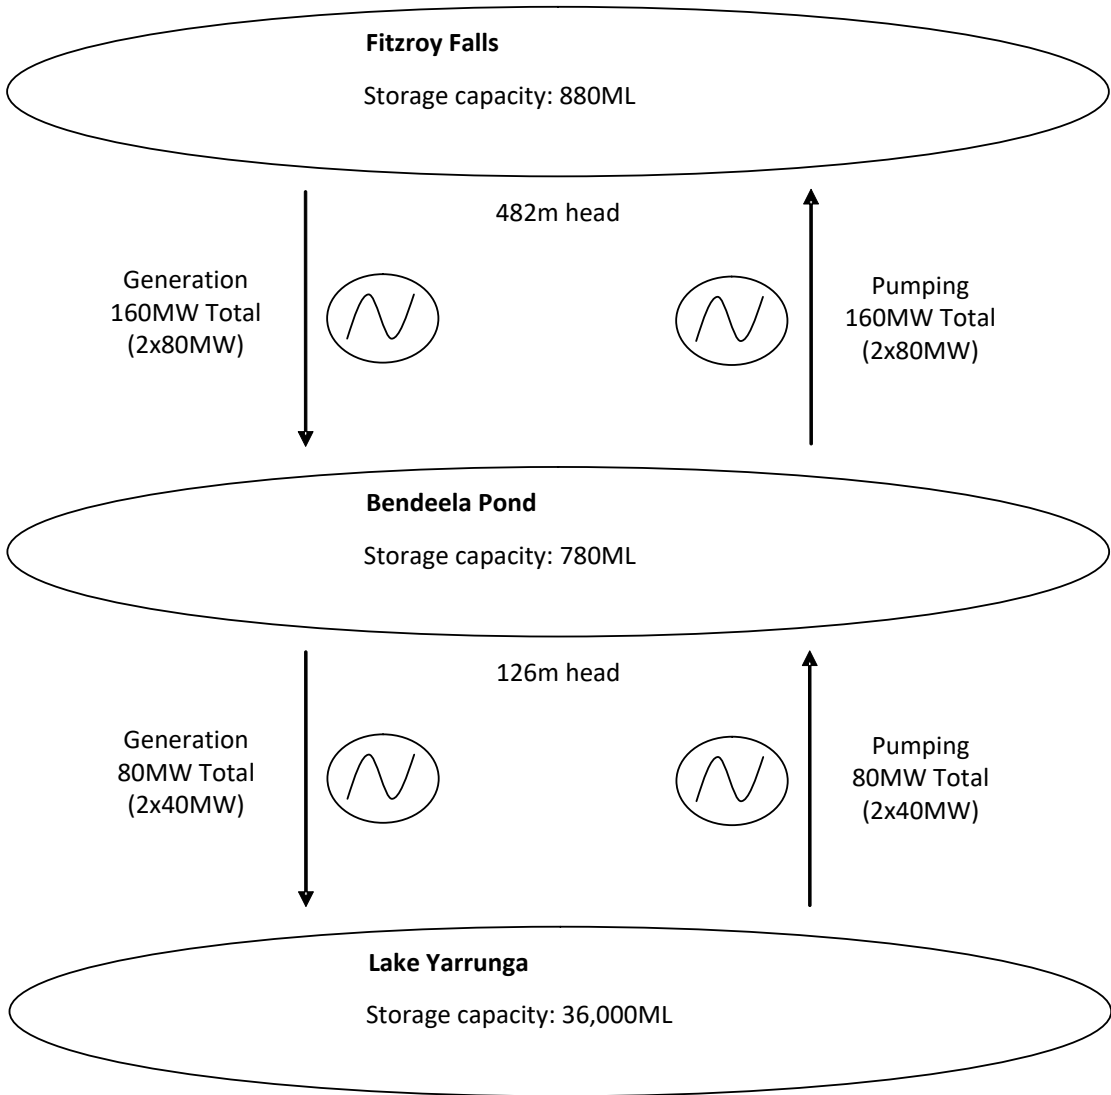 Fitzroy Falls
Storage capacity: 880ML
482m head
Generation
160MW Total
(2x80MW)
Pumping
160MW Total
(2x80MW)
Bendeela Pond
Storage capacity: 780ML
126m head
Generation
80MW Total
(2x40MW)
Pumping
80MW Total
(2x40MW)
Lake Yarrunga
Storage capacity: 36,000ML